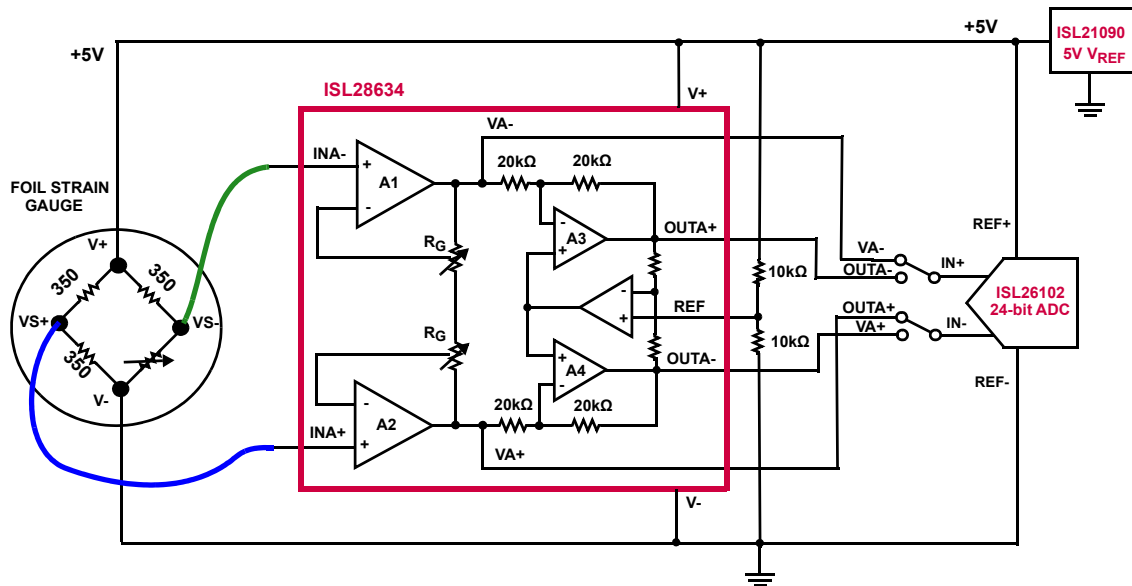 +5V
+5V
ISL21090
5V VREF
ISL28634
V+
VA-
INA-
+
A1
-
20kΩ
20kΩ
FOIL STRAIN
GAUGE
V+
350
350
VS+
VS-
350
V-
RG
RG
-
A3
+
OUTA+
-
+
REF
10kΩ
10kΩ
+
A4
-
OUTA-
20kΩ
20kΩ
-
A2
+
INA+
VA+
V-
REF+
VA-
OUTA-
IN+
OUTA+
VA+
IN-
ISL26102
24-bit ADC
REF-